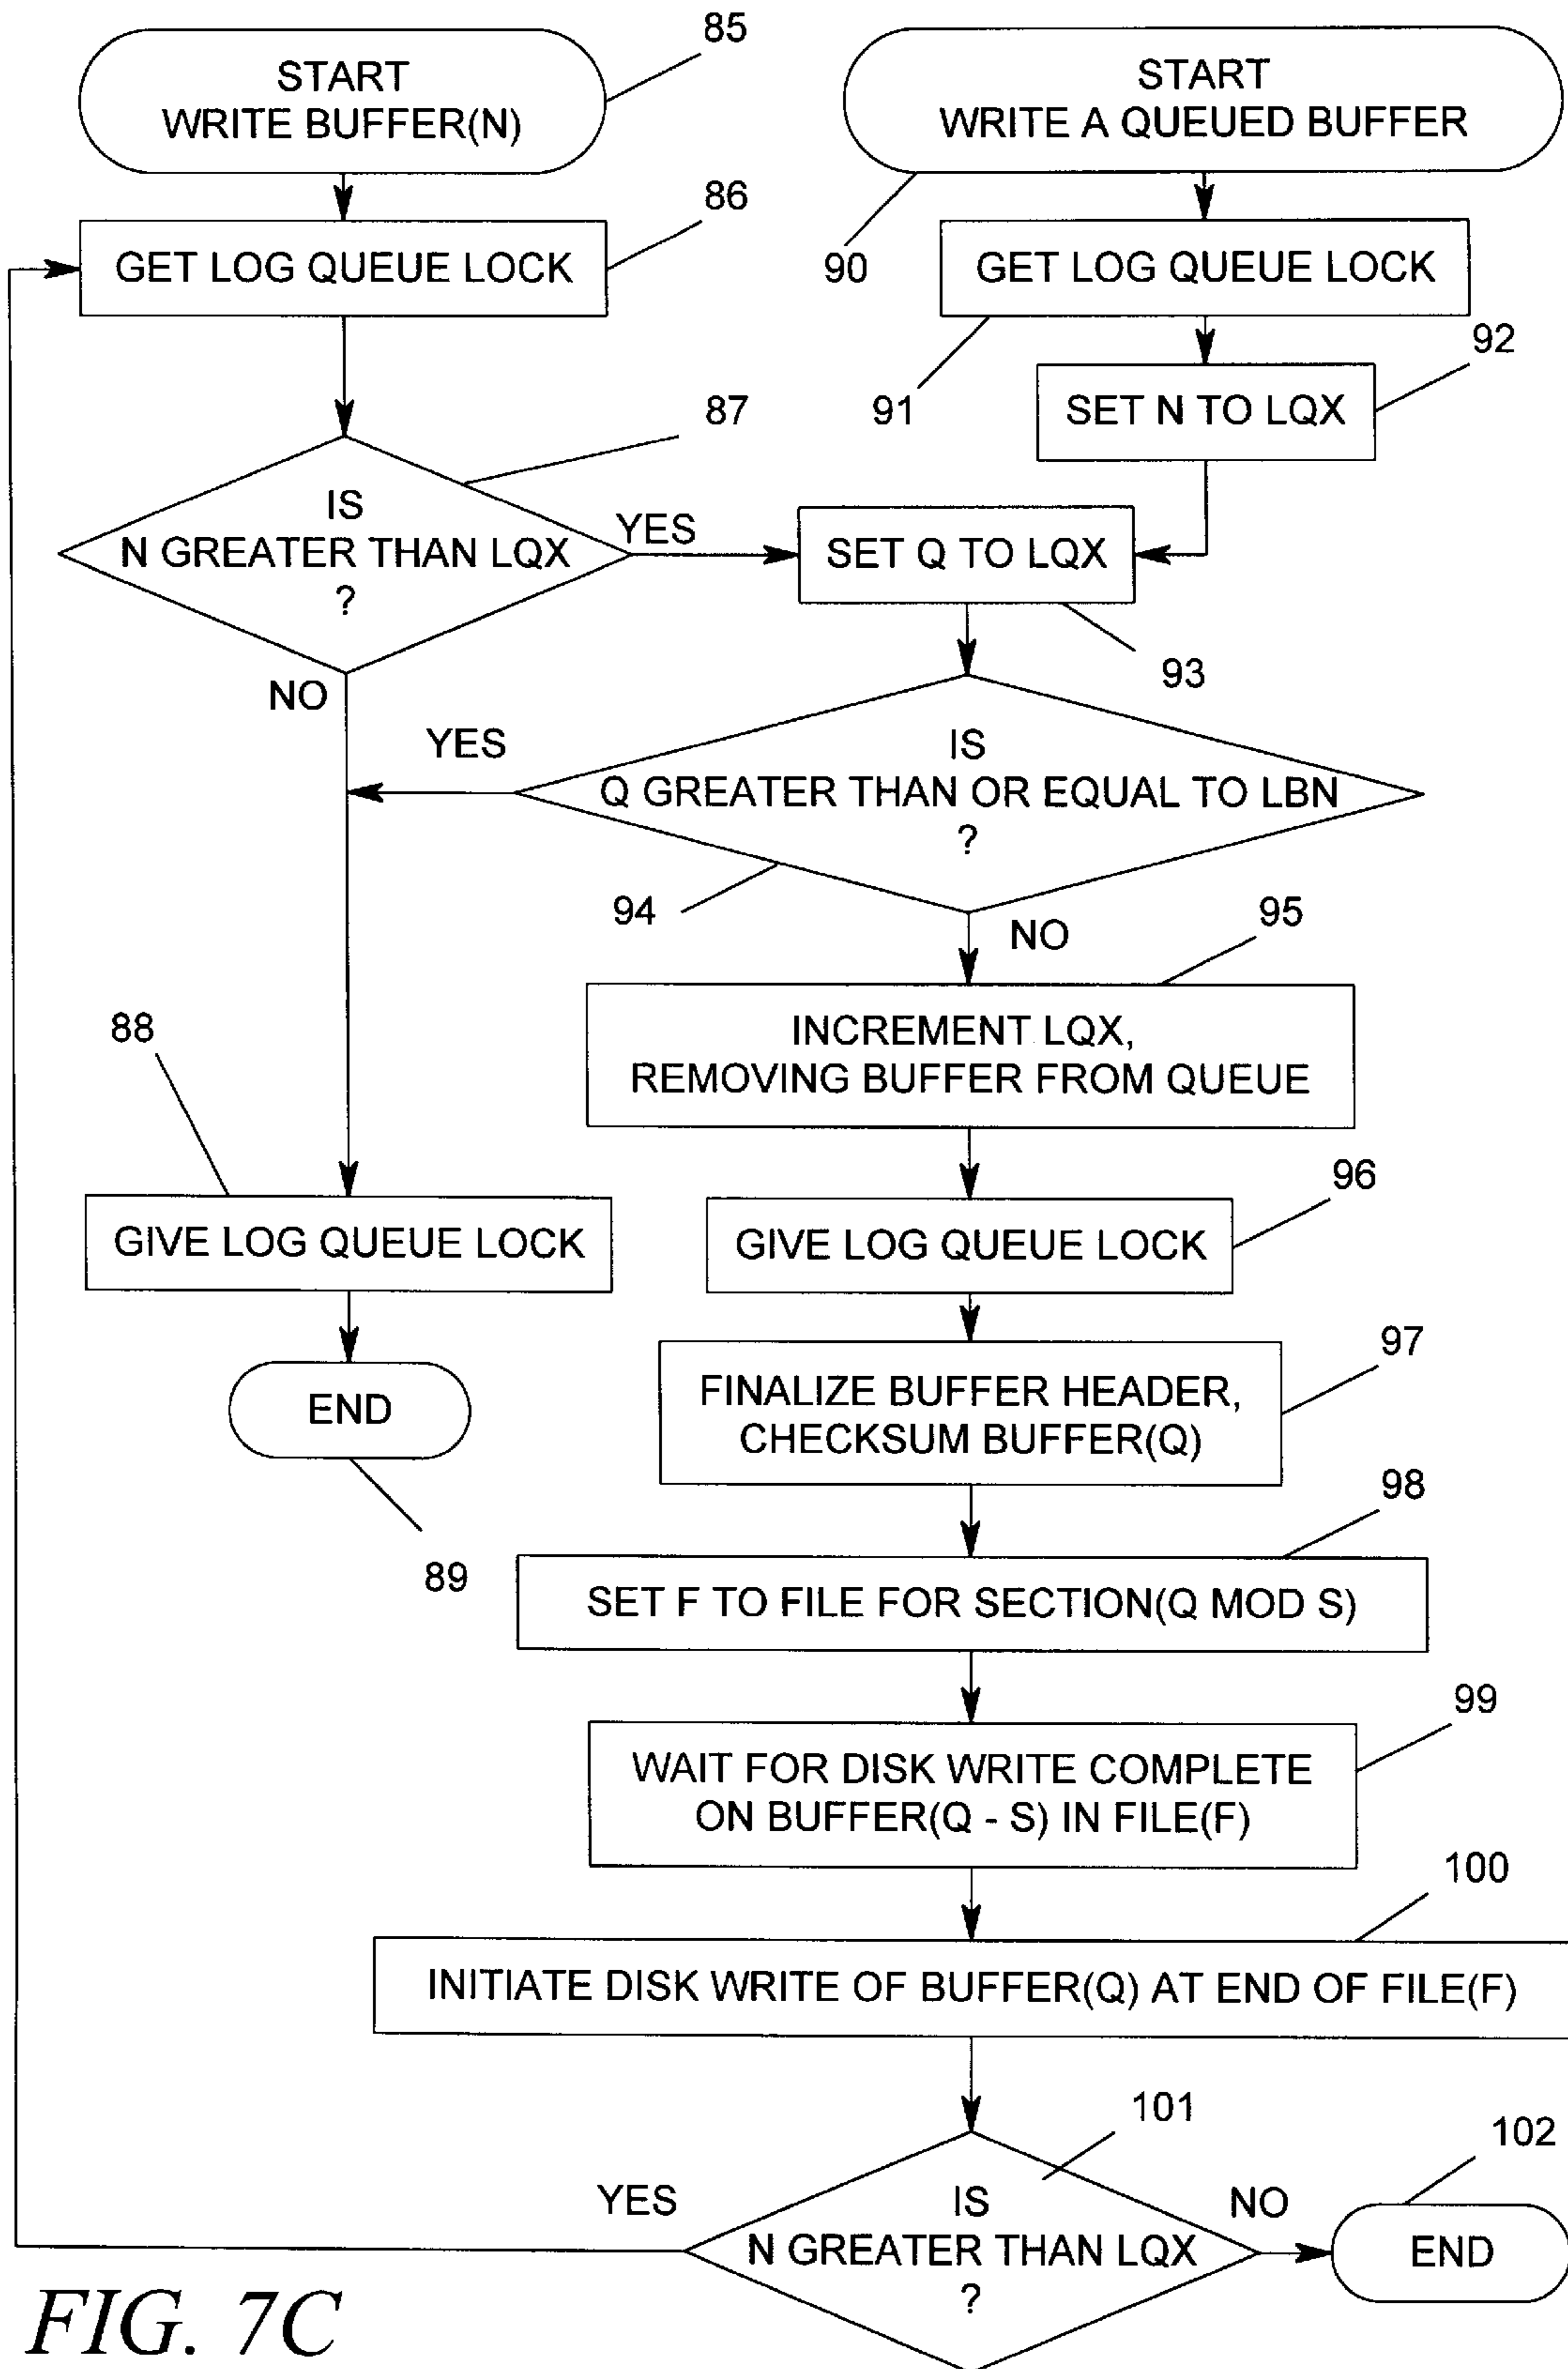 85
START
WRITE BUFFER(N)
START
WRITE A QUEUED BUFFER
86
GET LOG QUEUE LOCK
90
GET LOG QUEUE LOCK
91
92
SET N TO LQX
87
IS
N GREATER THAN LQX
?
YES
SET Q TO LQX
93
NO
YES
IS
Q GREATER THAN OR EQUAL TO LBN
?
94
NO
95
INCREMENT LQX,
REMOVING BUFFER FROM QUEUE
88
GIVE LOG QUEUE LOCK
96
GIVE LOG QUEUE LOCK
END
89
97
FINALIZE BUFFER HEADER,
CHECKSUM BUFFER(Q)
98
SET F TO FILE FOR SECTION(Q MOD S)
99
WAIT FOR DISK WRITE COMPLETE
ON BUFFER(Q - S) IN FILE(F)
100
INITIATE DISK WRITE OF BUFFER(Q) AT END OF FILE(F)
101
102
YES
IS
N GREATER THAN LQX
?
NO
END
FIG. 7C